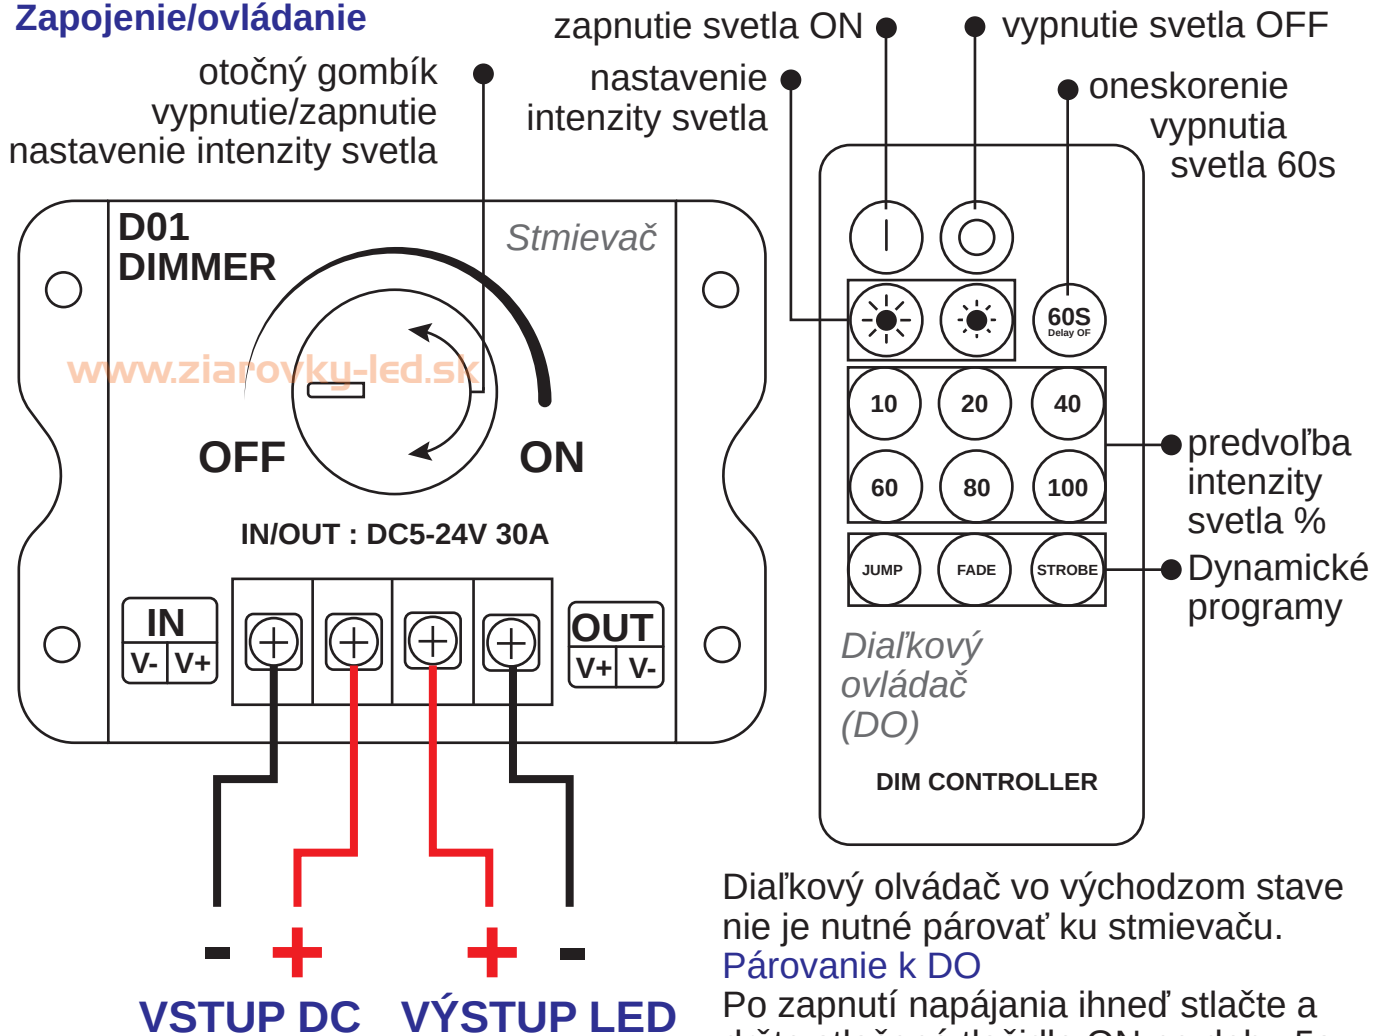 Zapojenie/ovládanie
otočný gombík
vypnutie/zapnutie
nastavenie intenzity svetla
zapnutie svetla ON
vypnutie svetla OFF
nastavenie
intenzity svetla
oneskorenie
vypnutia
svetla 60s
D01
DIMMER
Stmievač
www.ziarovky-led.sk
OFF
ON
IN/OUT : DC5-24V 30A
IN
V- V+
OUT
V+ V-
- + + -
VSTUP DC
VÝSTUP LED
60S
Delay OF
10 20 40
60 80 100
JUMP FADE STROBE
predvoľba
intenzity
svetla %
Dynamické
programy
Diaľkový
ovládač
(DO)
DIM CONTROLLER
Diaľkový olvádač vo východzom stave
nie je nutné párovať ku stmievaču.
Párovanie k DO
Po zapnutí napájania ihneď stlačte a